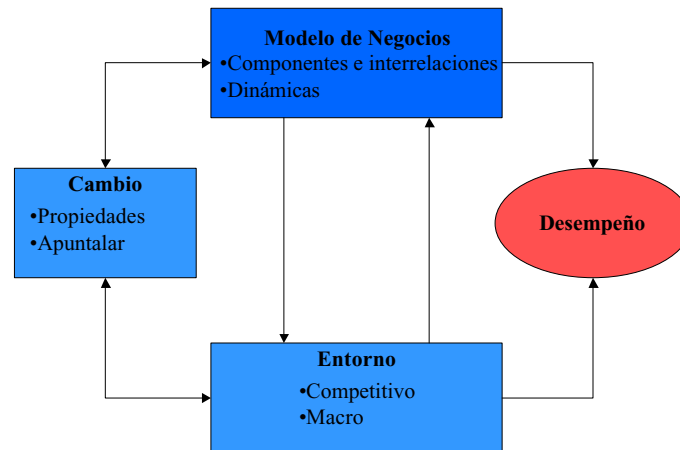 Modelo de Negocios
•Componentes e interrelaciones
•Dinámicas
Cambio
•Propiedades
•Apuntalar
Desempeño
Entorno
•Competitivo
•Macro